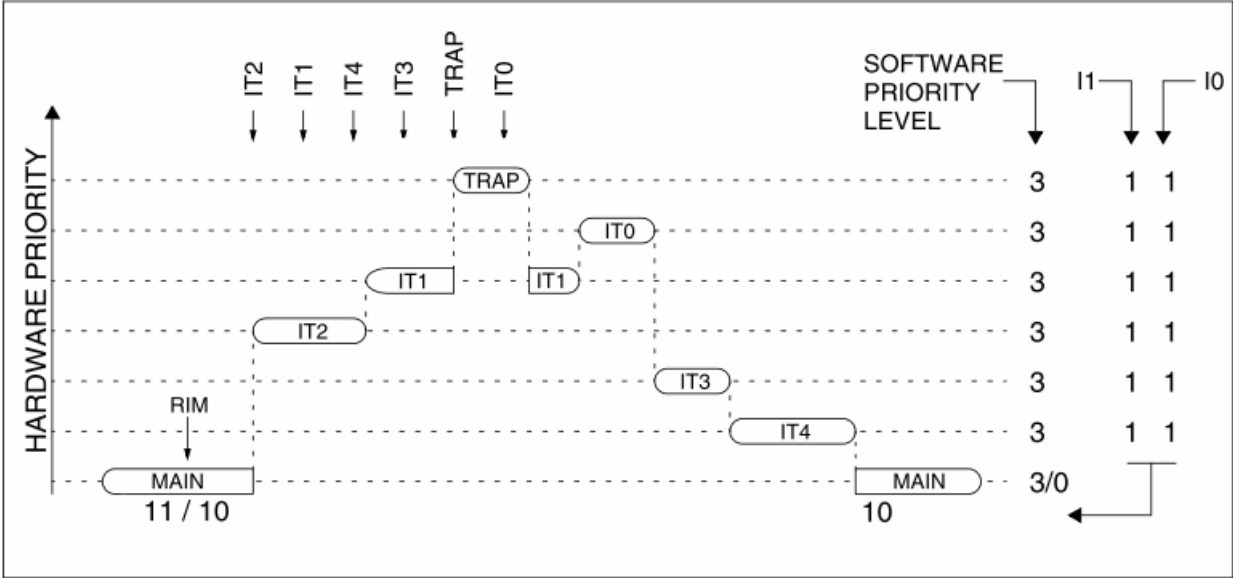 IT2
IT1
IT4
IT3
TRAP
IT0
SOFTWARE
PRIORITY
LEVEL
I1
I0
HARDWARE PRIORITY
TRAP
3
1 1
IT0
3
1 1
IT1
IT1
3
1 1
IT2
3
1 1
IT3
3
1 1
RIM
IT4
3
1 1
MAIN
MAIN
3/0
11 / 10
10